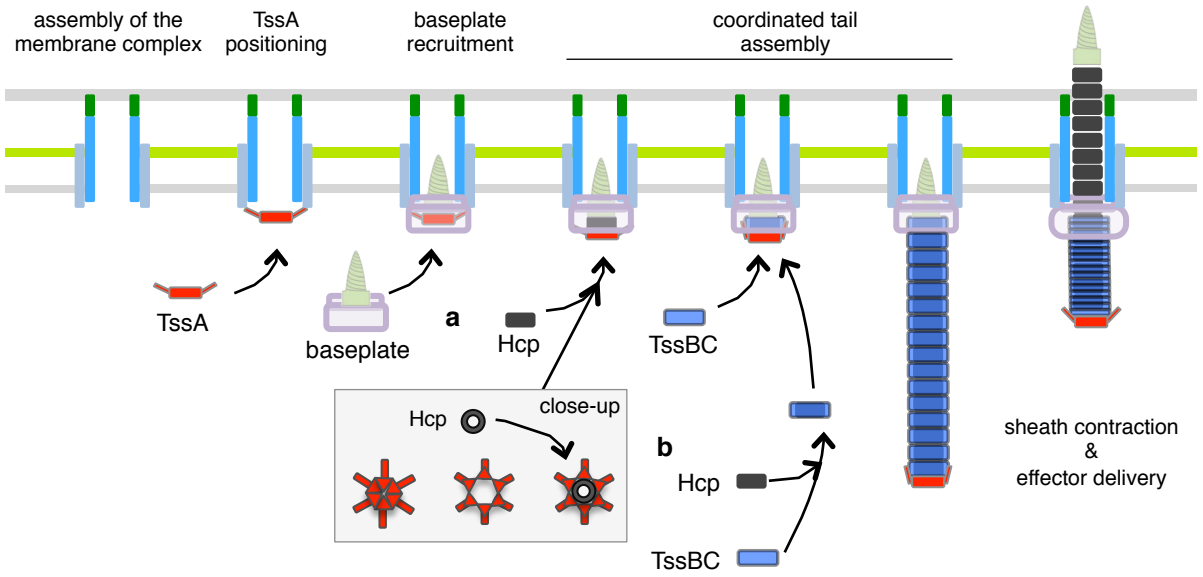 assembly of the
membrane complex
TssA
positioning
baseplate
recruitment
coordinated tail
assembly
TssA
baseplate
a
Hcp
TssBC
close-up
Hcp
b
Hcp
TssBC
sheath contraction
&
effector delivery